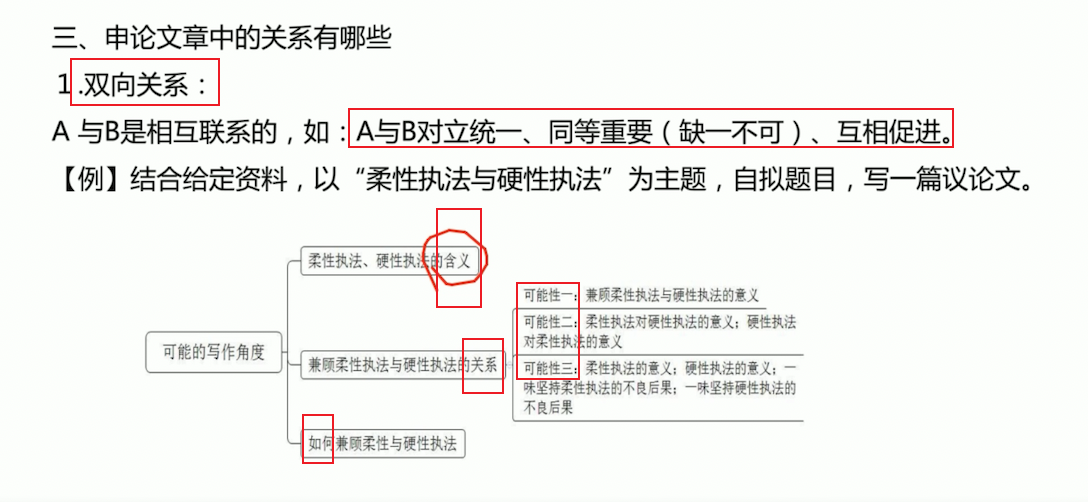 三、申论文章中的关系有哪些
1.双向关系：
A 与B是相互联系的，如：A与B对立统一、同等重要（缺一不可）、互相促进。
【例】结合给定资料，以“柔性执法与硬性执法”为主题，自拟题目，写一篇议论文。
可能的写作角度
柔性执法、硬性执法的含义
兼顾柔性执法与硬性执法的关系
可能性一：兼顾柔性执法与硬性执法的意义
可能性二：柔性执法对硬性执法的意义；硬性执法
对柔性执法的意义
可能性三：柔性执法的意义；硬性执法的意义；一
味坚持柔性执法的不良后果；一味坚持硬性执法的
不良后果
如何兼顾柔性与硬性执法